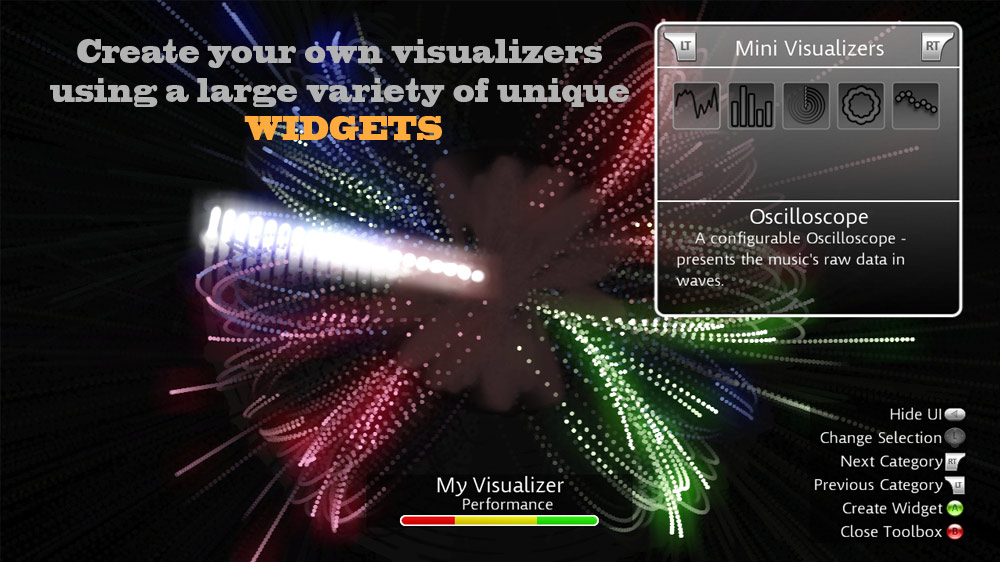 Create your own visualizers
using a large variety of unique
WIDGETS
LT Mini Visualizers RT
Oscilloscope
A configurable Oscilloscope -
presents the music's raw data in
waves.
Hide UI
Change Selection L
Next Category RT
Previous Category LT
Create Widget A
Close Toolbox B
My Visualizer
Performance